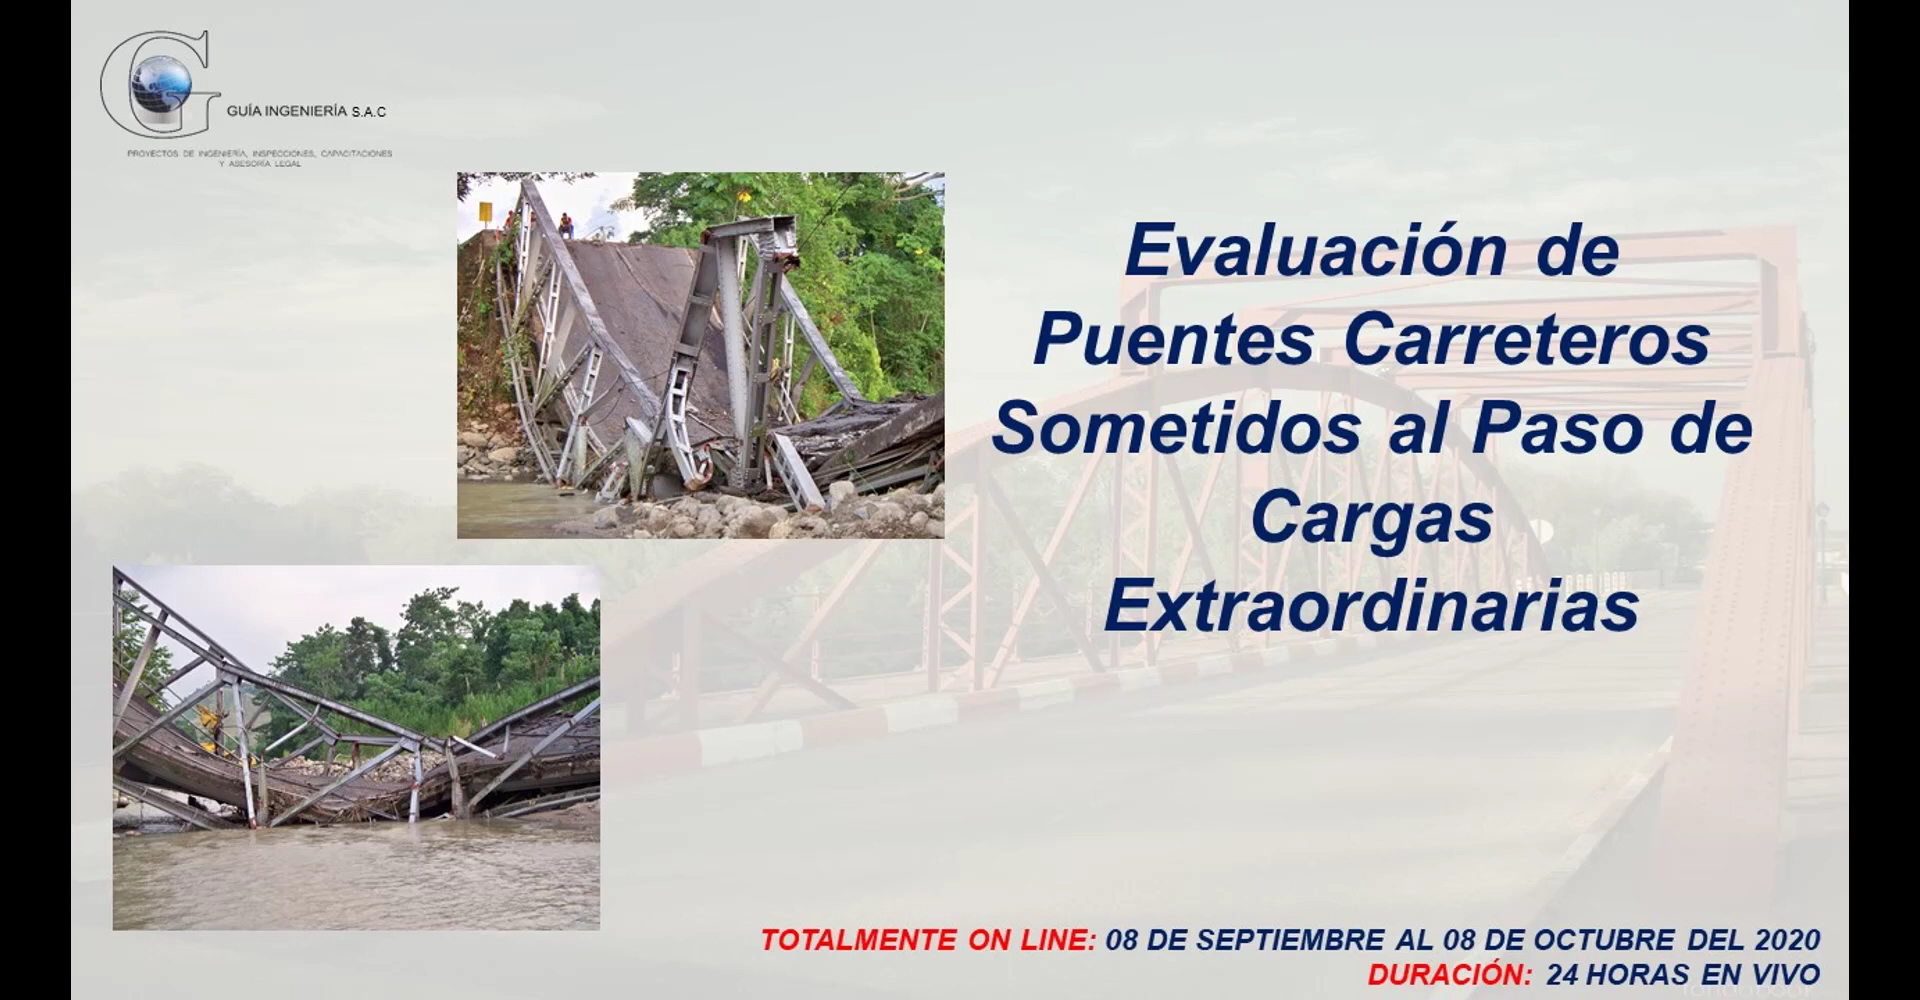 GUÍA INGENIERÍA S.A.C
PROYECTOS DE INGENIERÍA, INSPECCIONES, CAPACITACIONES
Y ASESORÍA LEGAL
Evaluación de
Puentes Carreteros
Sometidos al Paso de
Cargas
Extraordinarias
TOTALMENTE ON LINE: 08 DE SEPTIEMBRE AL 08 DE OCTUBRE DEL 2020
DURACIÓN: 24 HORAS EN VIVO